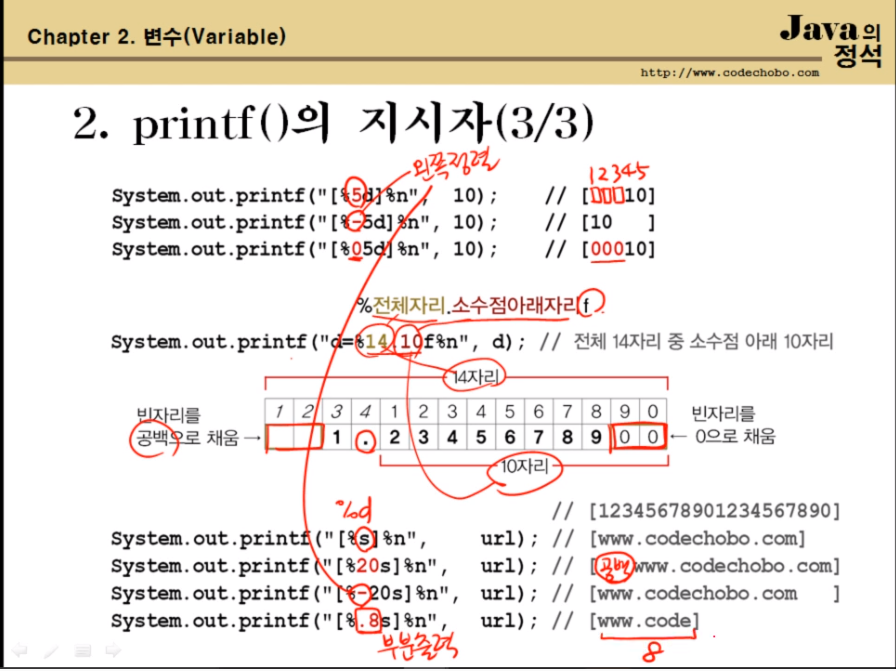 Chapter 2. 변수(Variable)
Java의 정석
http://www.codechobo.com
2. printf()의 지시자(3/3)
왼쪽정렬
12345
System.out.printf("[%5d]%n", 10); // [   10]
System.out.printf("[%-5d]%n", 10); // [10   ]
System.out.printf("[%05d]%n", 10); // [00010]
%전체자리.소수점아래자리f
System.out.printf("d=%14.10f%n", d); // 전체 14자리 중 소수점 아래 10자리
14자리
1 2 3 4 1 2 3 4 5 6 7 8 9 0
빈자리를 공백으로 채움 → 1 . 2 3 4 5 6 7 8 9 0 0 ← 빈자리를 0으로 채움
10자리
%d
// [12345678901234567890]
System.out.printf("[%s]%n", url); // [www.codechobo.com]
System.out.printf("[%20s]%n", url); // [공백www.codechobo.com]
System.out.printf("[%-20s]%n", url); // [www.codechobo.com   ]
System.out.printf("[%.8s]%n", url); // [www.code]
부분출력
8